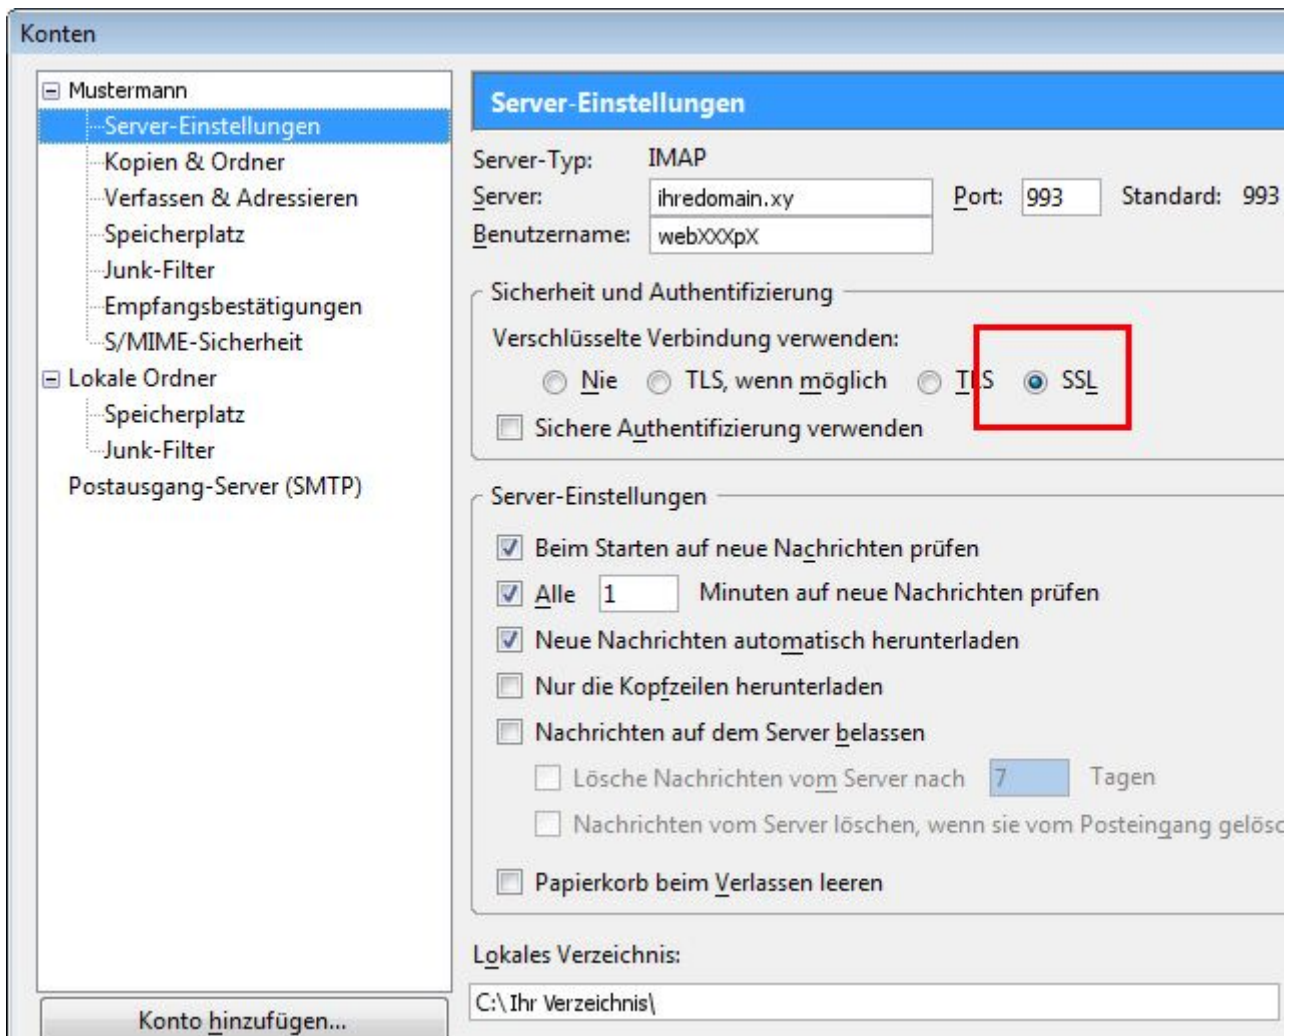 Konten
Mustermann
Server-Einstellungen
Kopien & Ordner
Verfassen & Adressieren
Speicherplatz
Junk-Filter
Empfangsbestätigungen
S/MIME-Sicherheit
Lokale Ordner
Speicherplatz
Junk-Filter
Postausgang-Server (SMTP)
Konto hinzufügen...
Server-Einstellungen
Server-Typ: IMAP
Server: ihredomain.xy Port: 993 Standard: 993
Benutzername: webXXXpX
Sicherheit und Authentifizierung
Verschlüsselte Verbindung verwenden:
Nie TLS, wenn möglich TLS SSL
Sichere Authentifizierung verwenden
Server-Einstellungen
Beim Starten auf neue Nachrichten prüfen
Alle 1 Minuten auf neue Nachrichten prüfen
Neue Nachrichten automatisch herunterladen
Nur die Kopfzeilen herunterladen
Nachrichten auf dem Server belassen
Lösche Nachrichten vom Server nach 7 Tagen
Nachrichten vom Server löschen, wenn sie vom Posteingang gelösc
Papierkorb beim Verlassen leeren
Lokales Verzeichnis:
C:\Ihr Verzeichnis\